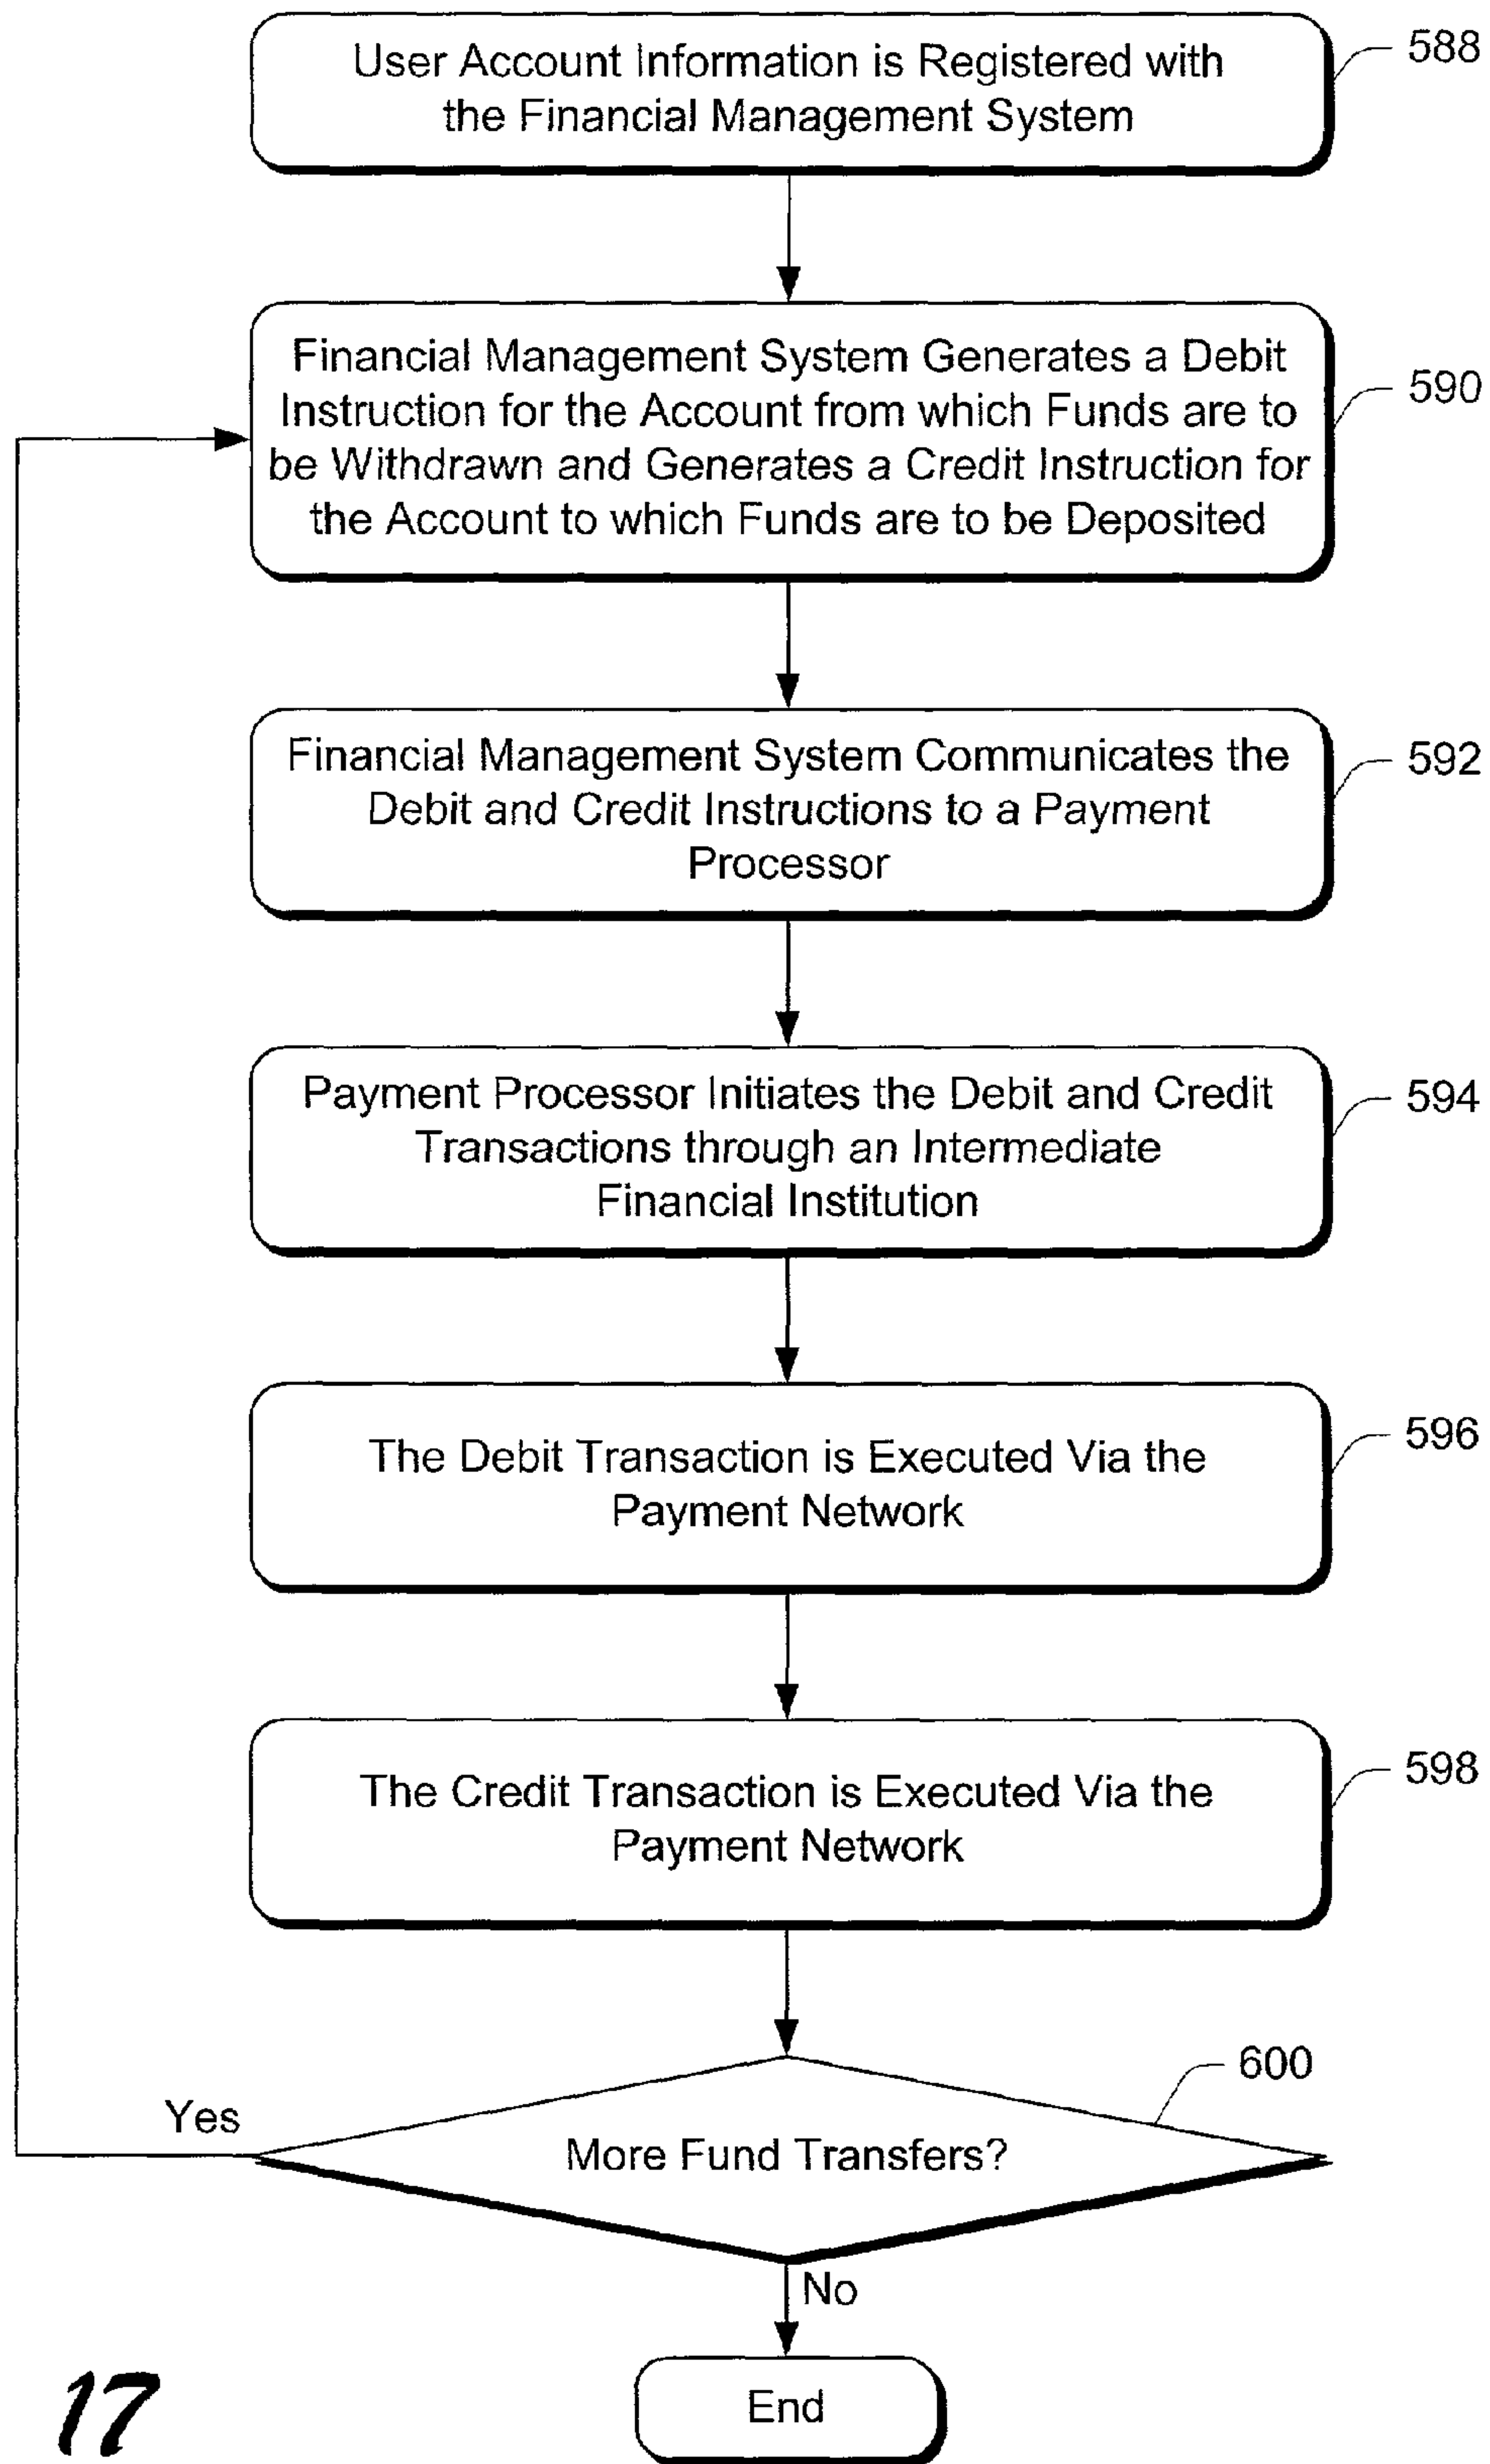 User Account Information is Registered with
the Financial Management System
588
Financial Management System Generates a Debit
Instruction for the Account from which Funds are to
be Withdrawn and Generates a Credit Instruction for
the Account to which Funds are to be Deposited
590
Financial Management System Communicates the
Debit and Credit Instructions to a Payment
Processor
592
Payment Processor Initiates the Debit and Credit
Transactions through an Intermediate
Financial Institution
594
The Debit Transaction is Executed Via the
Payment Network
596
The Credit Transaction is Executed Via the
Payment Network
598
600
Yes
More Fund Transfers?
No
End
17